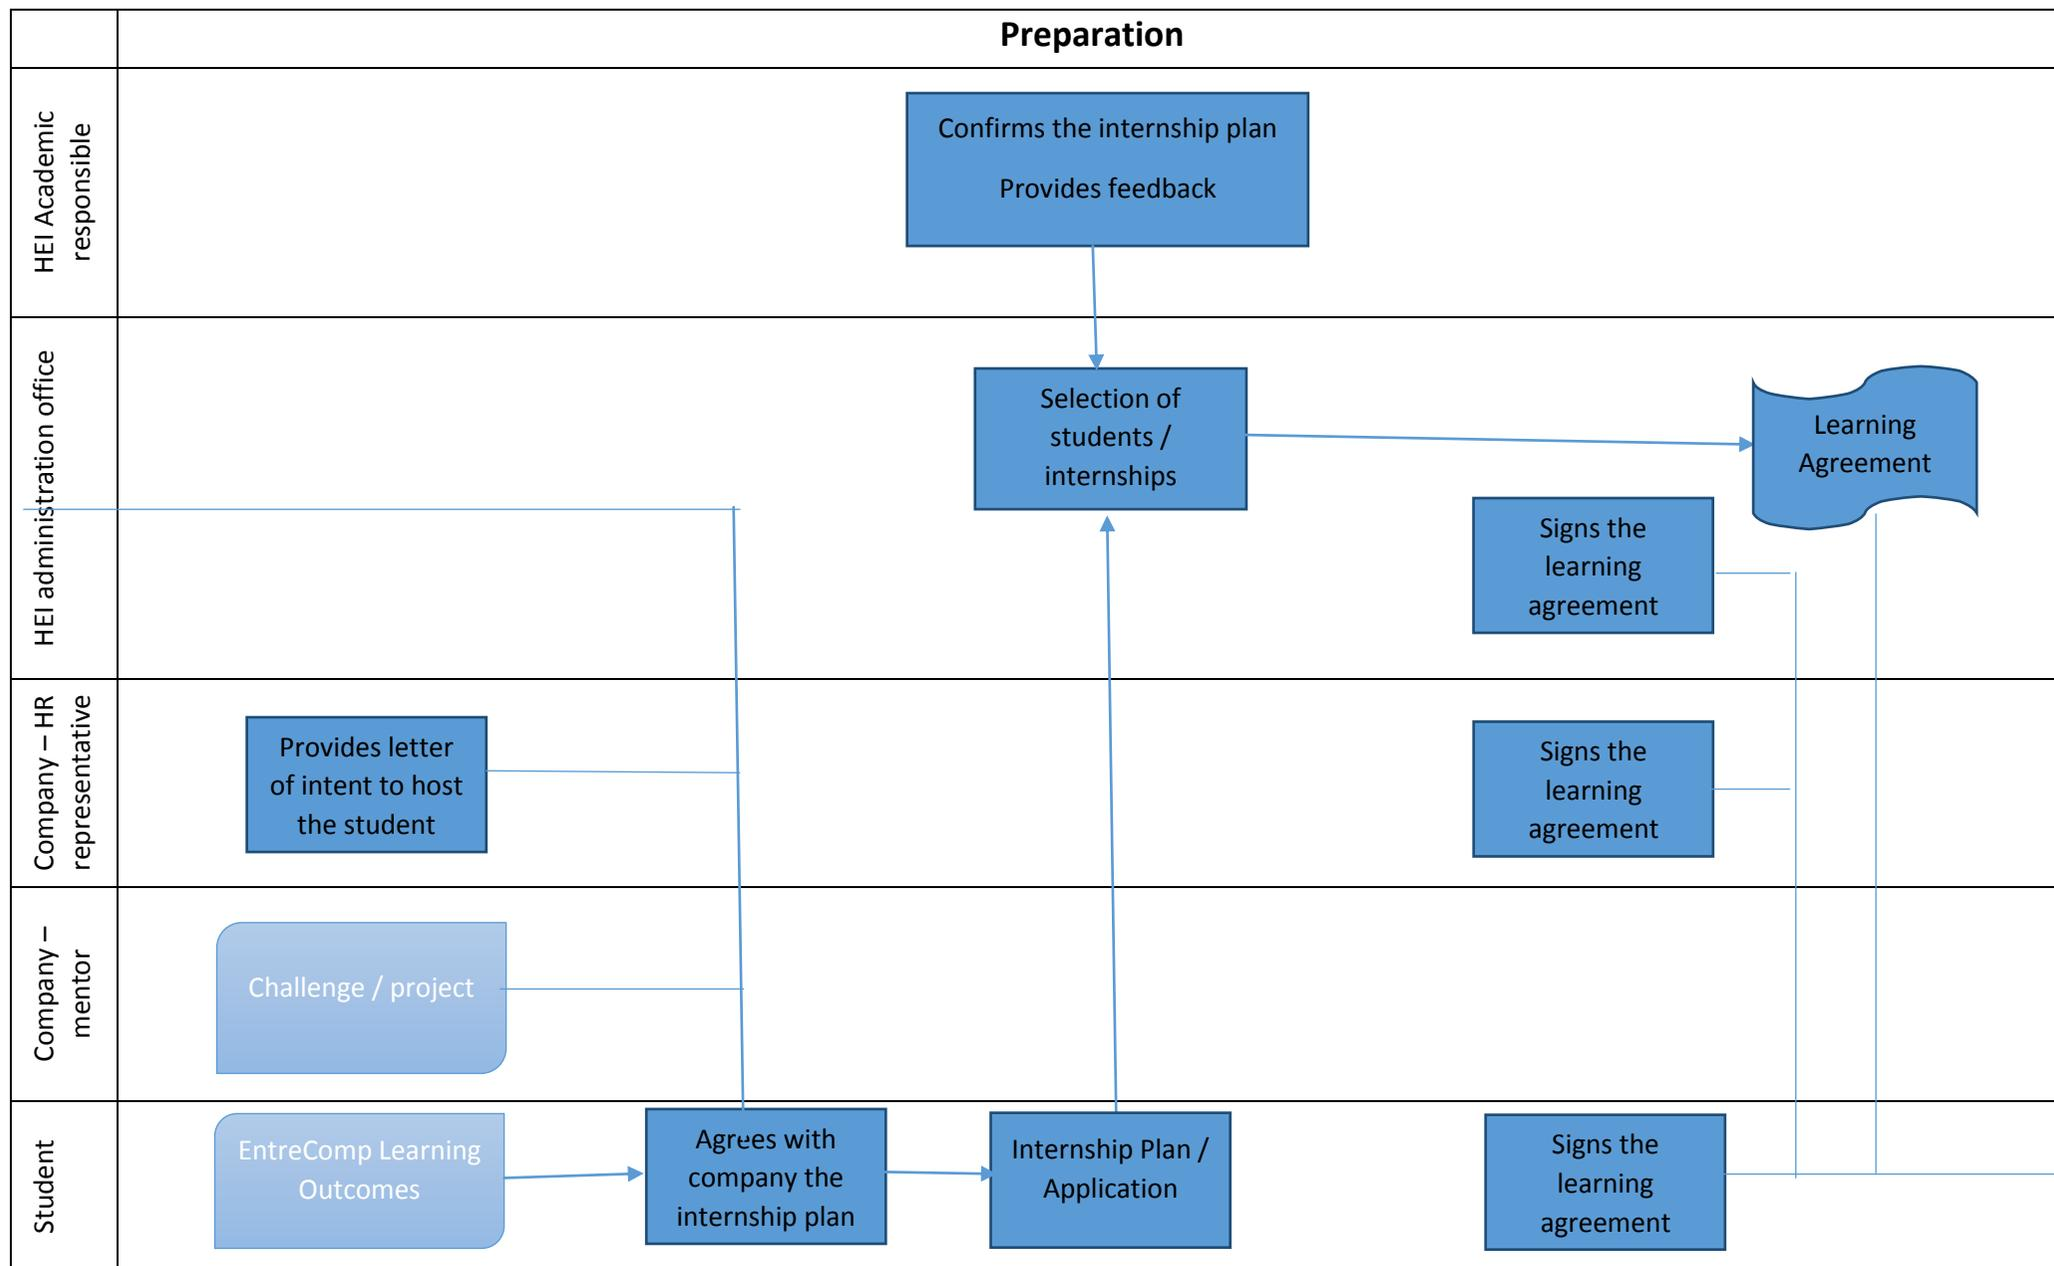 Preparation
HEI Academic
responsible
Confirms the internship plan
Provides feedback
HEI administration office
Selection of
students /
internships
Learning
Agreement
Signs the
learning
agreement
Company – HR
representative
Provides letter
of intent to host
the student
Signs the
learning
agreement
Company –
mentor
Challenge / project
Student
EntreComp Learning
Outcomes
Agrees with
company the
internship plan
Internship Plan /
Application
Signs the
learning
agreement